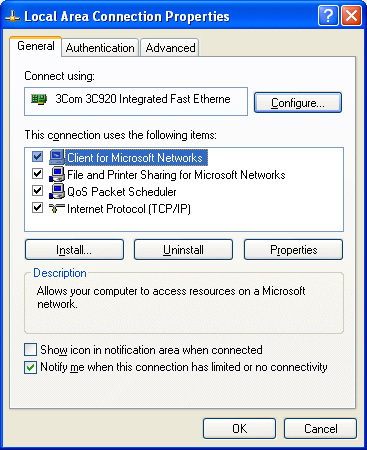 Local Area Connection Properties
General
Authentication
Advanced
Connect using:
3Com 3C920 Integrated Fast Etherne
Configure...
This connection uses the following items:
Client for Microsoft Networks
File and Printer Sharing for Microsoft Networks
QoS Packet Scheduler
Internet Protocol (TCP/IP)
Install...
Uninstall
Properties
Description
Allows your computer to access resources on a Microsoft
network.
Show icon in notification area when connected
Notify me when this connection has limited or no connectivity
OK
Cancel